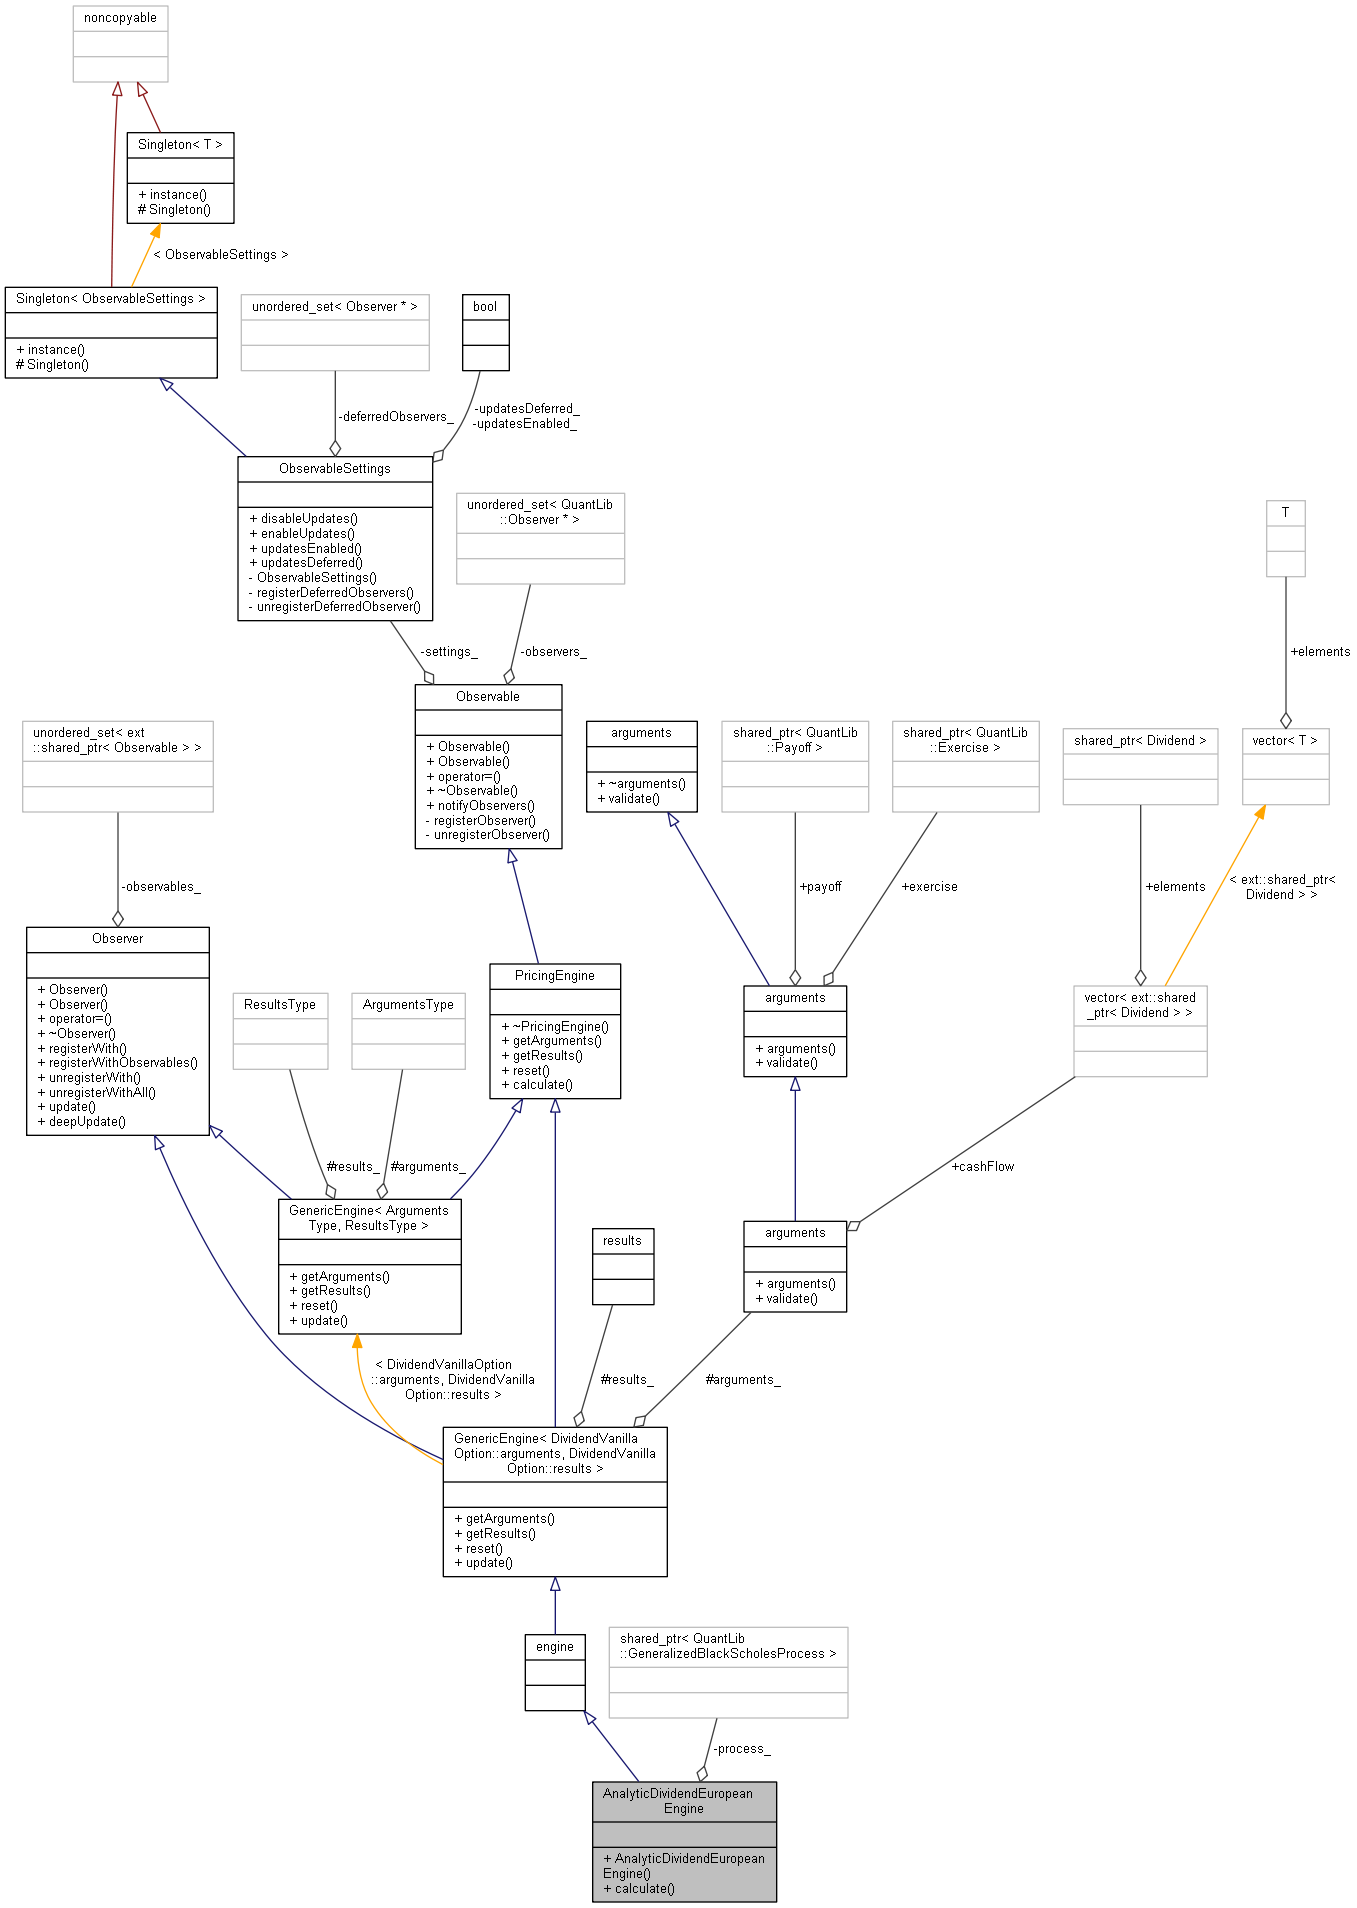 noncopyable
Singleton< T >
+ instance()
# Singleton()
< ObservableSettings >
Singleton< ObservableSettings >
+ instance()
# Singleton()
unordered_set< Observer * >
bool
-deferredObservers_
-updatesDeferred_
-updatesEnabled_
ObservableSettings
+ disableUpdates()
+ enableUpdates()
+ updatesEnabled()
+ updatesDeferred()
- ObservableSettings()
- registerDeferredObservers()
- unregisterDeferredObserver()
unordered_set< QuantLib
::Observer * >
T
-settings_
-observers_
+elements
Observable
+ Observable()
+ Observable()
+ operator=()
+ ~Observable()
+ notifyObservers()
- registerObserver()
- unregisterObserver()
unordered_set< ext
::shared_ptr< Observable > >
arguments
+ ~arguments()
+ validate()
shared_ptr< QuantLib
::Payoff >
shared_ptr< QuantLib
::Exercise >
shared_ptr< Dividend >
vector< T >
-observables_
+payoff
+exercise
+elements
< ext::shared_ptr<
Dividend > >
Observer
+ Observer()
+ Observer()
+ operator=()
+ ~Observer()
+ registerWith()
+ registerWithObservables()
+ unregisterWith()
+ unregisterWithAll()
+ update()
+ deepUpdate()
ResultsType
ArgumentsType
PricingEngine
+ ~PricingEngine()
+ getArguments()
+ getResults()
+ reset()
+ calculate()
arguments
+ arguments()
+ validate()
vector< ext::shared
_ptr< Dividend > >
#results_
#arguments_
+cashFlow
GenericEngine< Arguments
Type, ResultsType >
+ getArguments()
+ getResults()
+ reset()
+ update()
results
arguments
+ arguments()
+ validate()
< DividendVanillaOption
::arguments, DividendVanilla
Option::results >
#results_
#arguments_
GenericEngine< DividendVanilla
Option::arguments, DividendVanilla
Option::results >
+ getArguments()
+ getResults()
+ reset()
+ update()
engine
shared_ptr< QuantLib
::GeneralizedBlackScholesProcess >
-process_
AnalyticDividendEuropean
Engine
+ AnalyticDividendEuropean
Engine()
+ calculate()